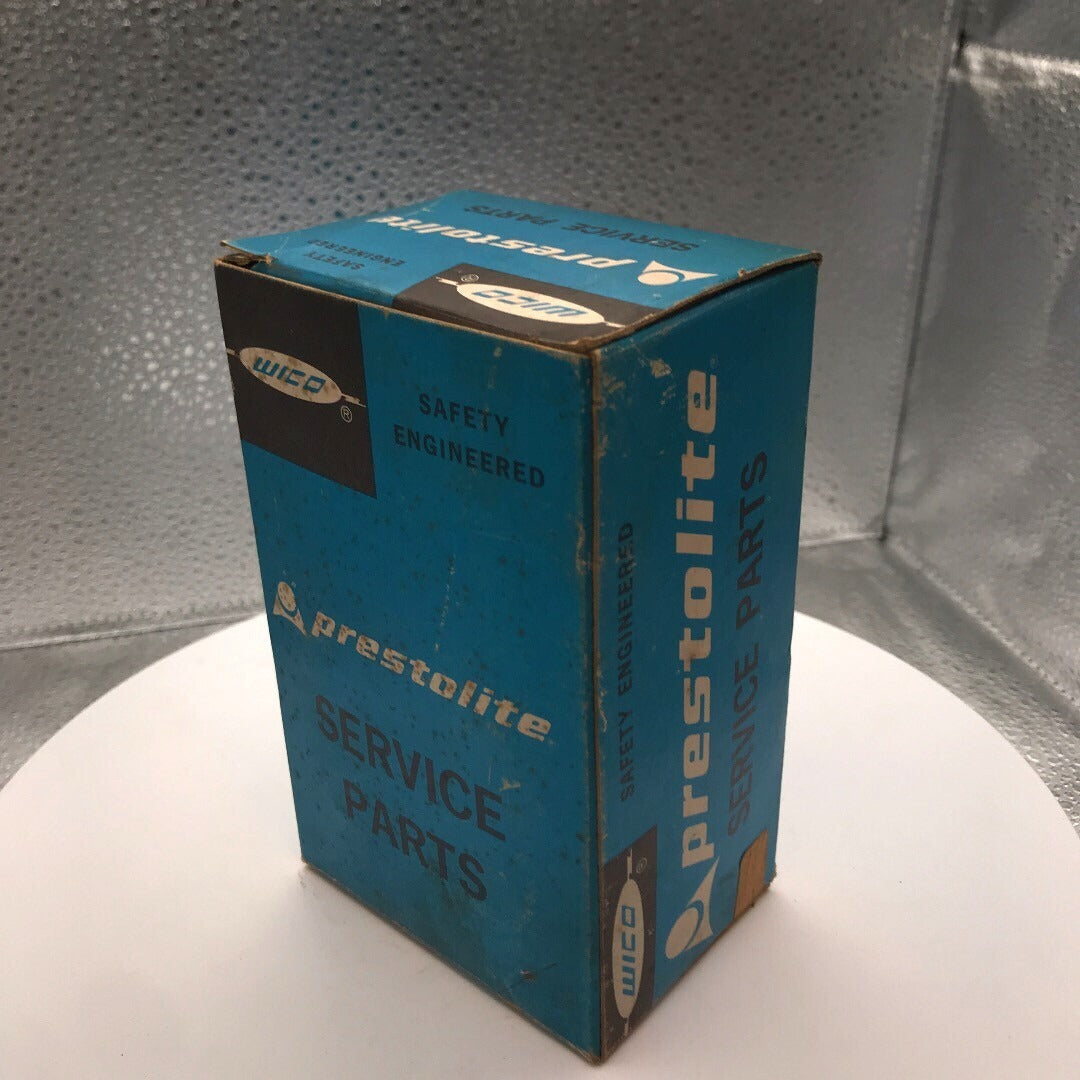 SERVICE PARTS
prestolite
SAFETY
ENGINEERED
WICO
®
WICO
®
SAFETY
ENGINEERED
prestolite
SERVICE
PARTS
SAFETY ENGINEERED
prestolite
SERVICE PARTS
WICO
®